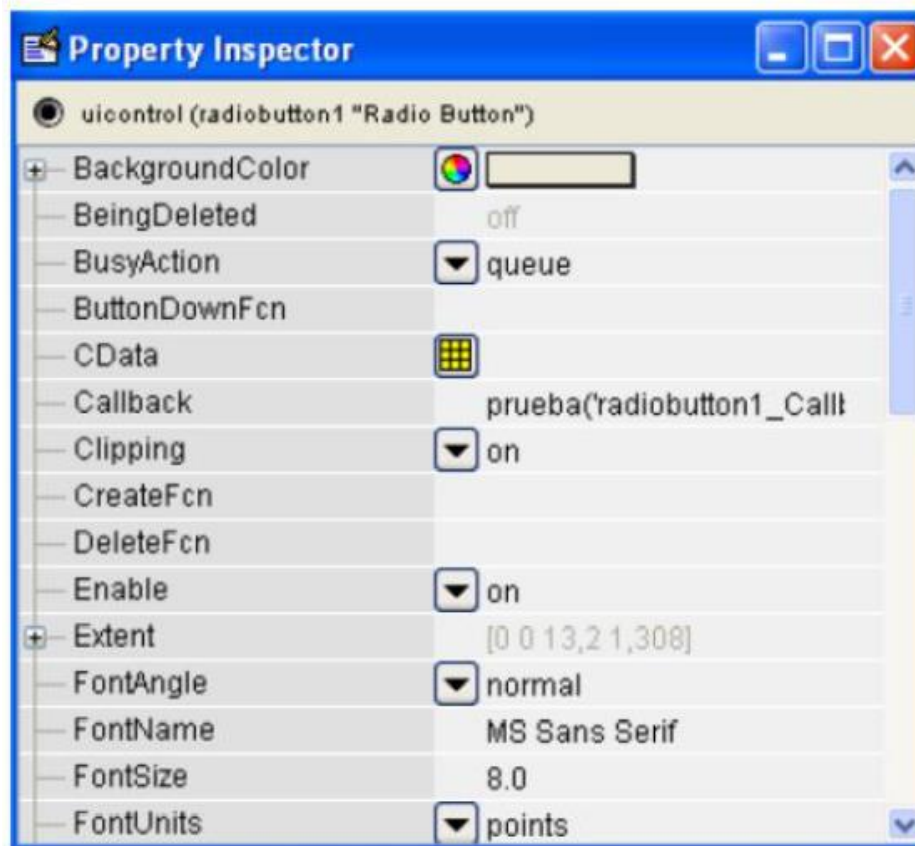 Property Inspector
uicontrol (radiobutton1 "Radio Button")
BackgroundColor
BeingDeleted off
BusyAction queue
ButtonDownFcn
CData
Callback prueba('radiobutton1_Callb
Clipping on
CreateFcn
DeleteFcn
Enable on
Extent [0 0 13,2 1,308]
FontAngle normal
FontName MS Sans Serif
FontSize 8.0
FontUnits points